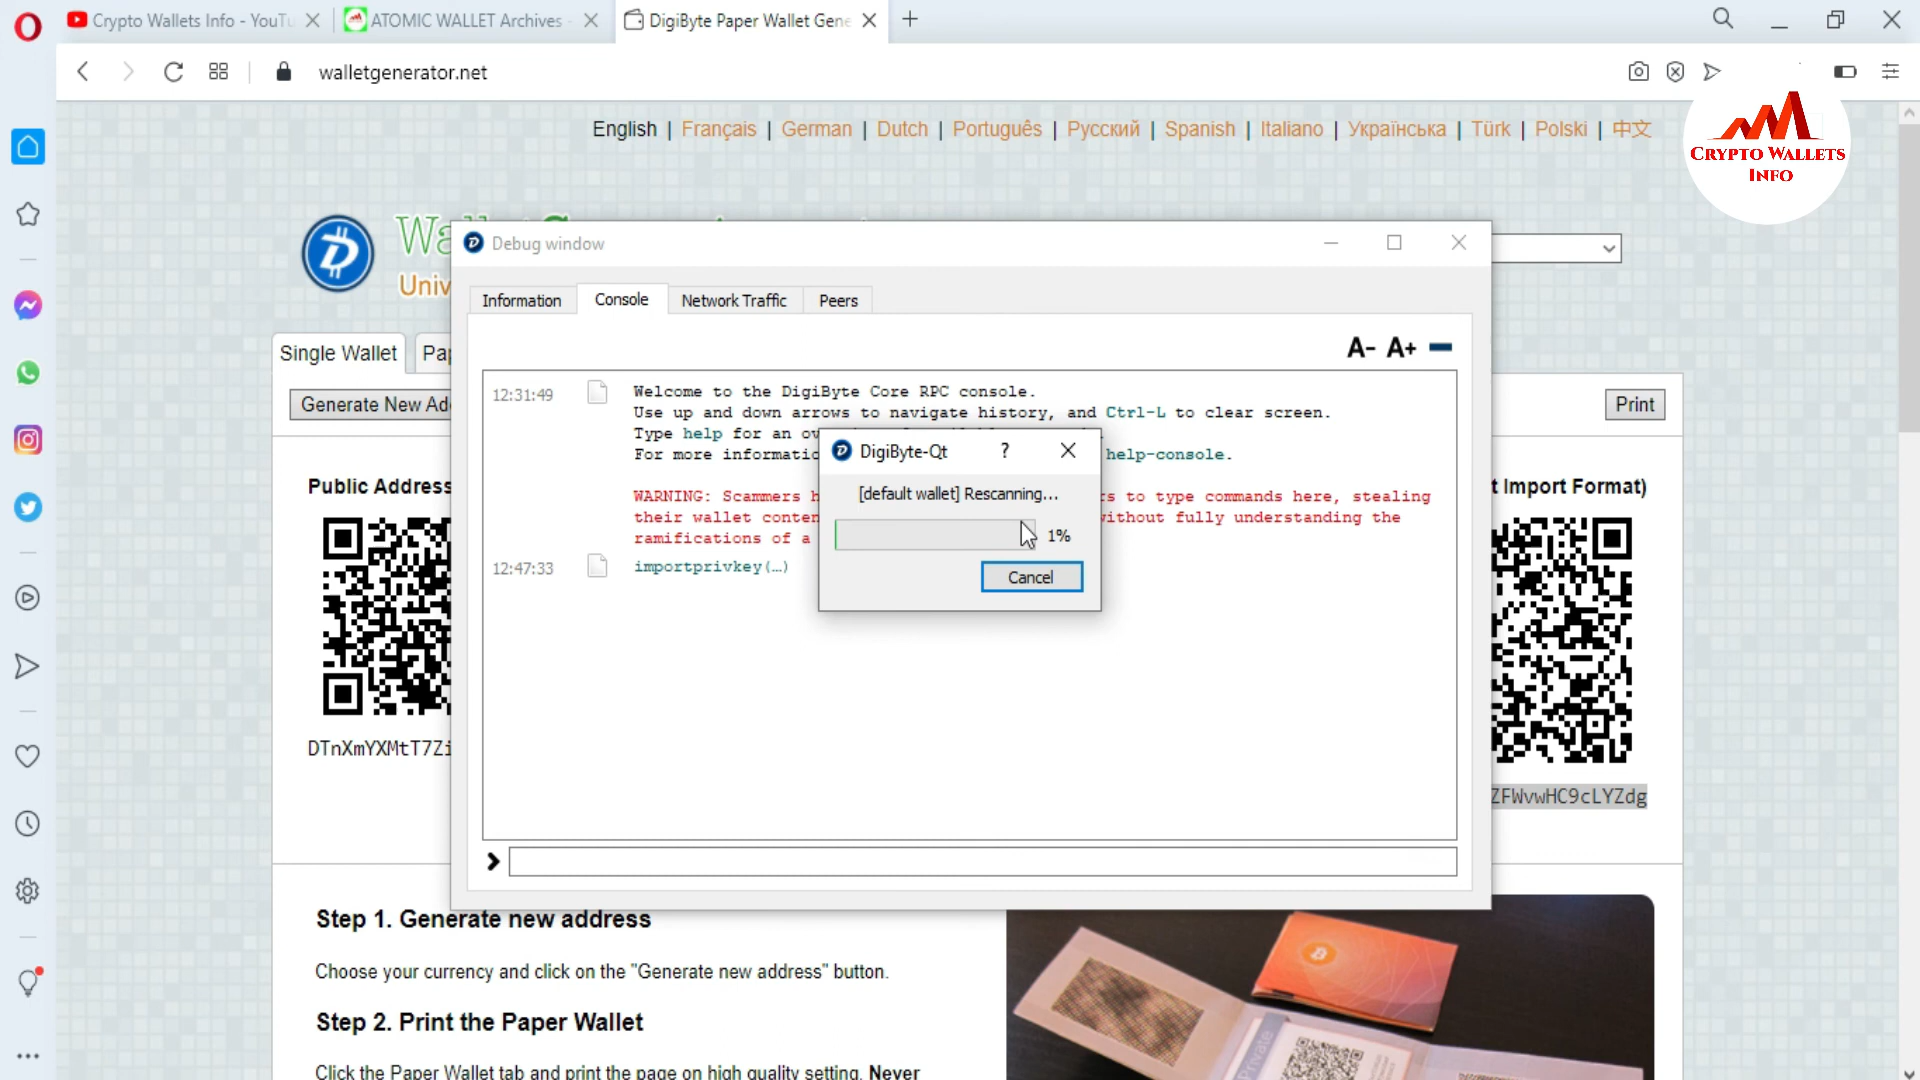 Crypto Wallets Info - YouTu
ATOMIC WALLET Archives -
DigiByte Paper Wallet Gene
walletgenerator.net
English | Français | German | Dutch | Português | Русский | Spanish | Italiano | Українська | Türk | Polski | 中文
CRYPTO WALLETS
INFO
Wa
Univ
Debug window
Information
Console
Network Traffic
Peers
Single Wallet
Pap
A- A+
Generate New Add
Print
12:31:49
Welcome to the DigiByte Core RPC console.
Use up and down arrows to navigate history, and Ctrl-L to clear screen.
Type help for an ov
For more informatio
help-console.
WARNING: Scammers h
rs to type commands here, stealing
their wallet conten
without fully understanding the
ramifications of a
12:47:33
importprivkey(…)
DigiByte-Qt
?
[default wallet] Rescanning...
1%
Cancel
Public Address
t Import Format)
DTnXmYXMtT7Zi
ZFWvwHC9cLYZdg
Step 1. Generate new address
Choose your currency and click on the "Generate new address" button.
Step 2. Print the Paper Wallet
Click the Paper Wallet tab and print the page on high quality setting. Never
Private